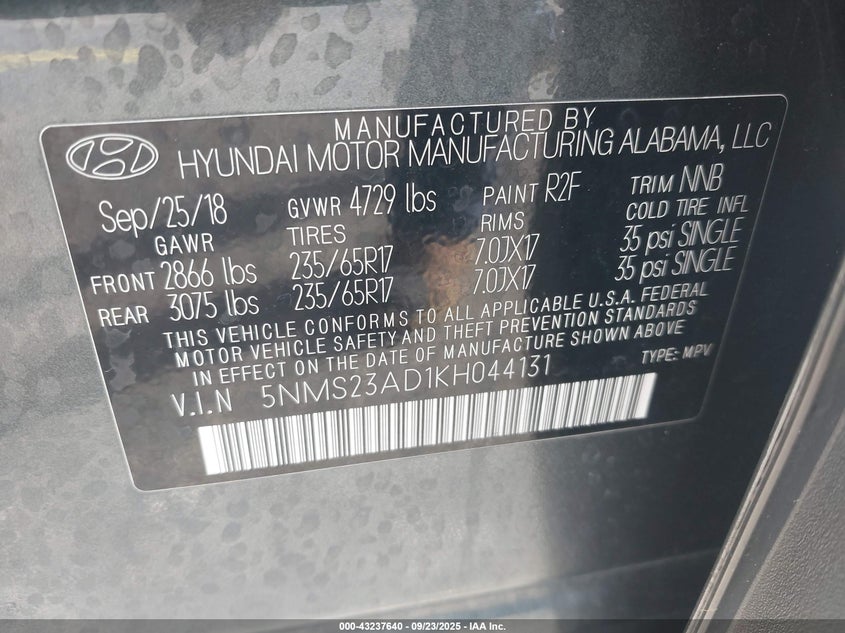 MANUFACTURED BY
HYUNDAI MOTOR MANUFACTURING ALABAMA, LLC
Sep/25/18 GVWR 4729 lbs PAINT R2F TRIM NNB
GAWR TIRES RIMS COLD TIRE INFL
FRONT 2866 lbs 235/65R17 7.0JX17 35 psi SINGLE
REAR 3075 lbs 235/65R17 7.0JX17 35 psi SINGLE
THIS VEHICLE CONFORMS TO ALL APPLICABLE U.S.A. FEDERAL
MOTOR VEHICLE SAFETY AND THEFT PREVENTION STANDARDS
IN EFFECT ON THE DATE OF MANUFACTURE SHOWN ABOVE
V.I.N 5NMS23AD1KH044131 TYPE: MPV
000-43237640 - 09/23/2025 - IAA Inc.